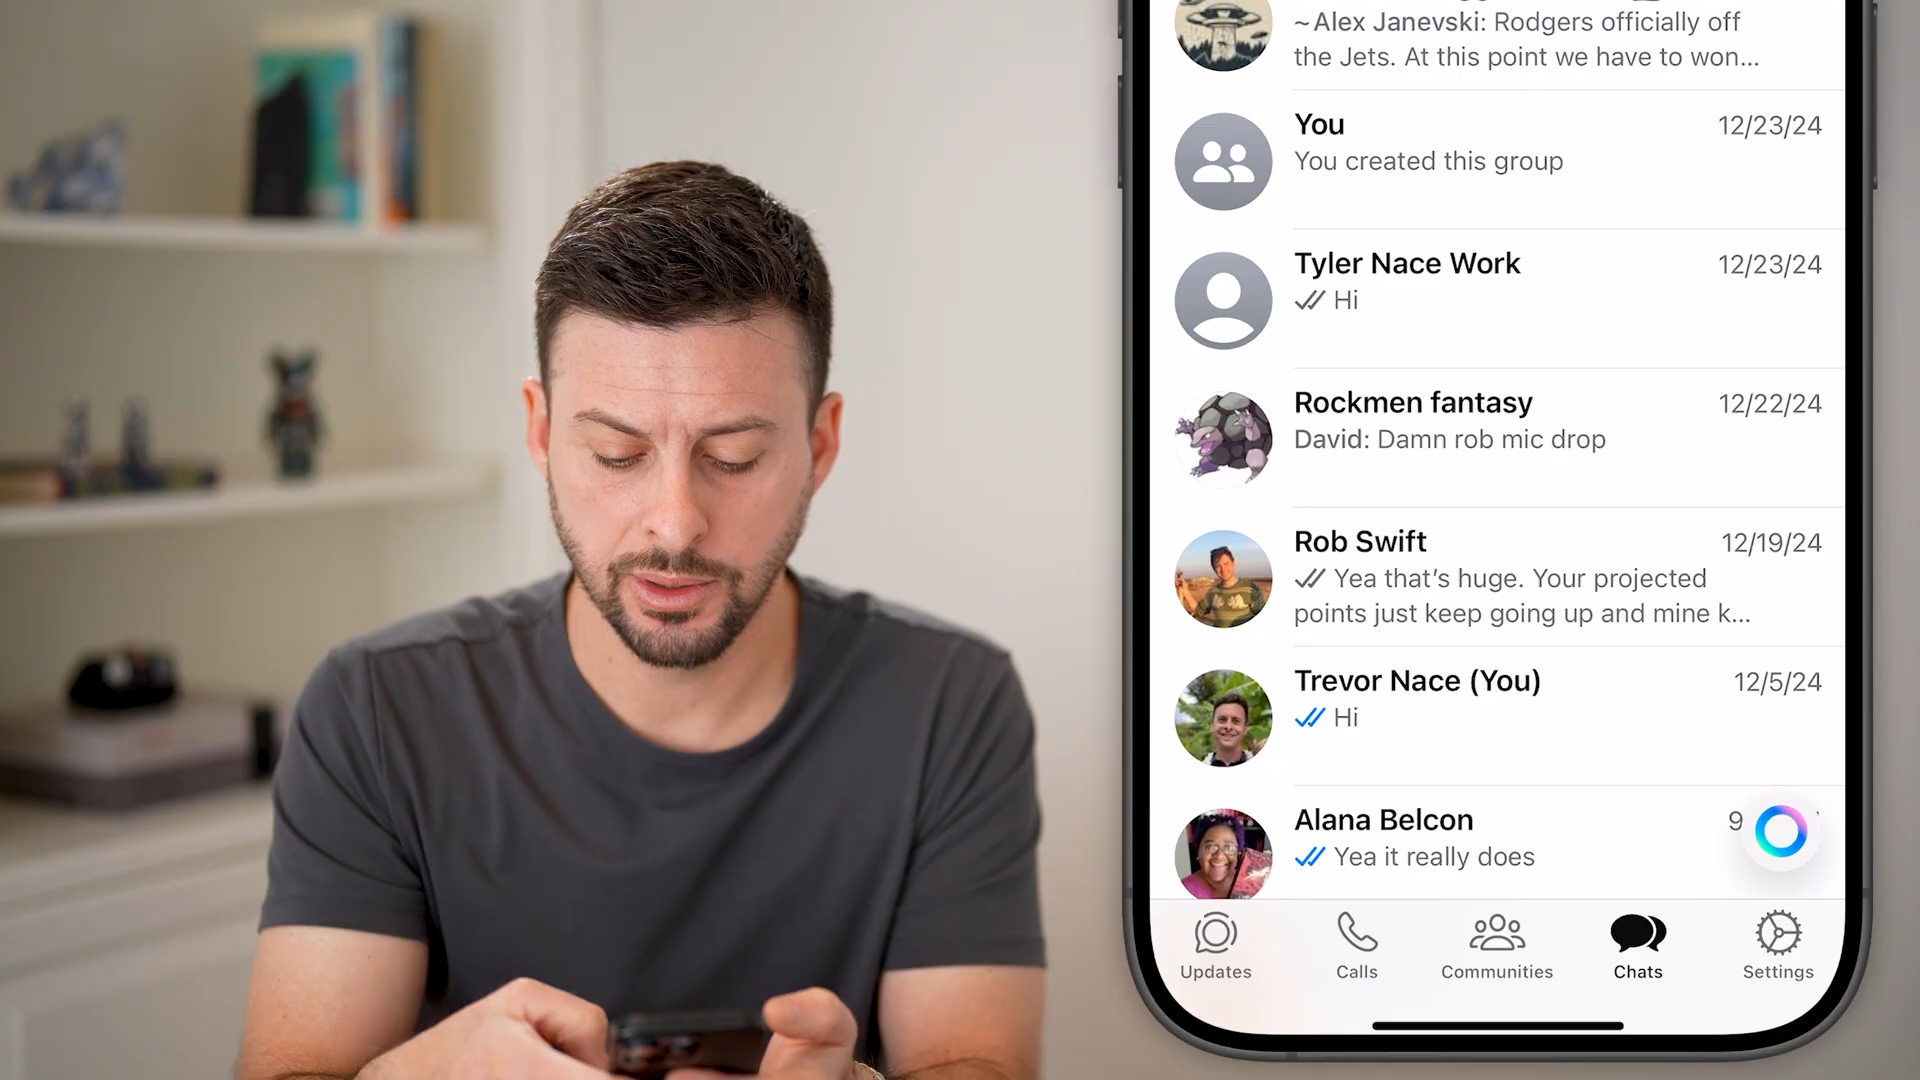 ~Alex Janevski: Rodgers officially off
the Jets. At this point we have to won...
You
12/23/24
You created this group
Tyler Nace Work
12/23/24
Hi
Rockmen fantasy
12/22/24
David: Damn rob mic drop
Rob Swift
12/19/24
Yea that's huge. Your projected
points just keep going up and mine k...
Trevor Nace (You)
12/5/24
Hi
Alana Belcon
9
Yea it really does
Updates
Calls
Communities
Chats
Settings